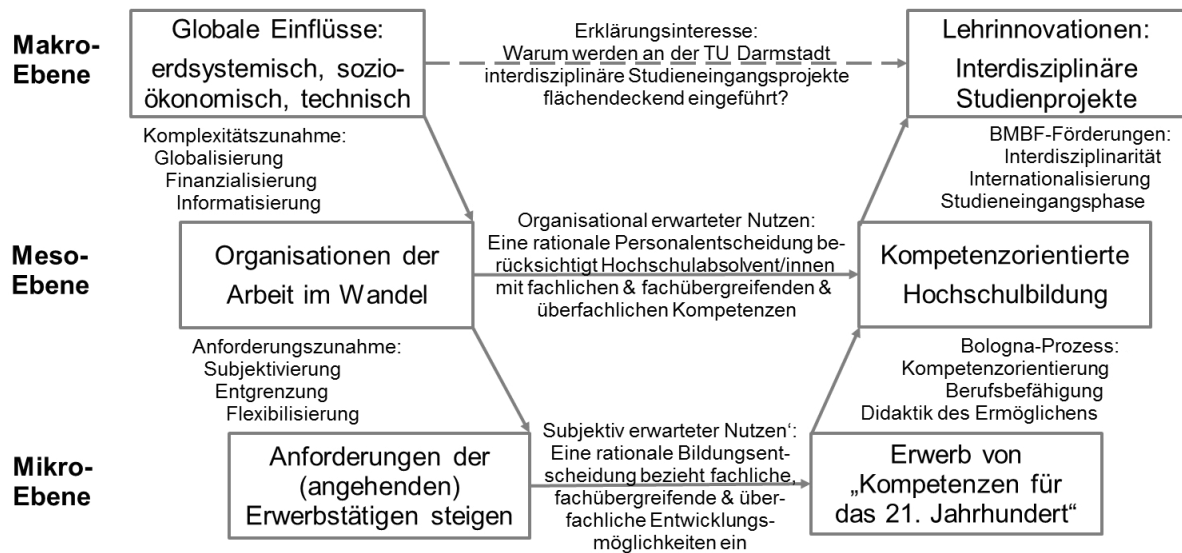 Makro-
Ebene
Globale Einflüsse:
erdsystemisch, sozio-
ökonomisch, technisch
Erklärungsinteresse:
Warum werden an der TU Darmstadt
interdisziplinäre Studieneingangsprojekte
flächendeckend eingeführt?
Lehrinnovationen:
Interdisziplinäre
Studienprojekte
Komplexitätszunahme:
Globalisierung
Finanzialisierung
Informatisierung
BMBF-Förderungen:
Interdisziplinarität
Internationalisierung
Studieneingangsphase
Meso-
Ebene
Organisationen der
Arbeit im Wandel
Organisational erwarteter Nutzen:
Eine rationale Personalentscheidung be-
rücksichtigt Hochschulabsolvent/innen
mit fachlichen & fachübergreifenden &
überfachlichen Kompetenzen
Kompetenzorientierte
Hochschulbildung
Anforderungszunahme:
Subjektivierung
Entgrenzung
Flexibilisierung
Bologna-Prozess:
Kompetenzorientierung
Berufsbefähigung
Didaktik des Ermöglichens
Mikro-
Ebene
Anforderungen der
(angehenden)
Erwerbstätigen steigen
Subjektiv erwarteter Nutzen‘:
Eine rationale Bildungsent-
scheidung bezieht fachliche,
fachübergreifende & über-
fachliche Entwicklungs-
möglichkeiten ein
Erwerb von
„Kompetenzen für
das 21. Jahrhundert“